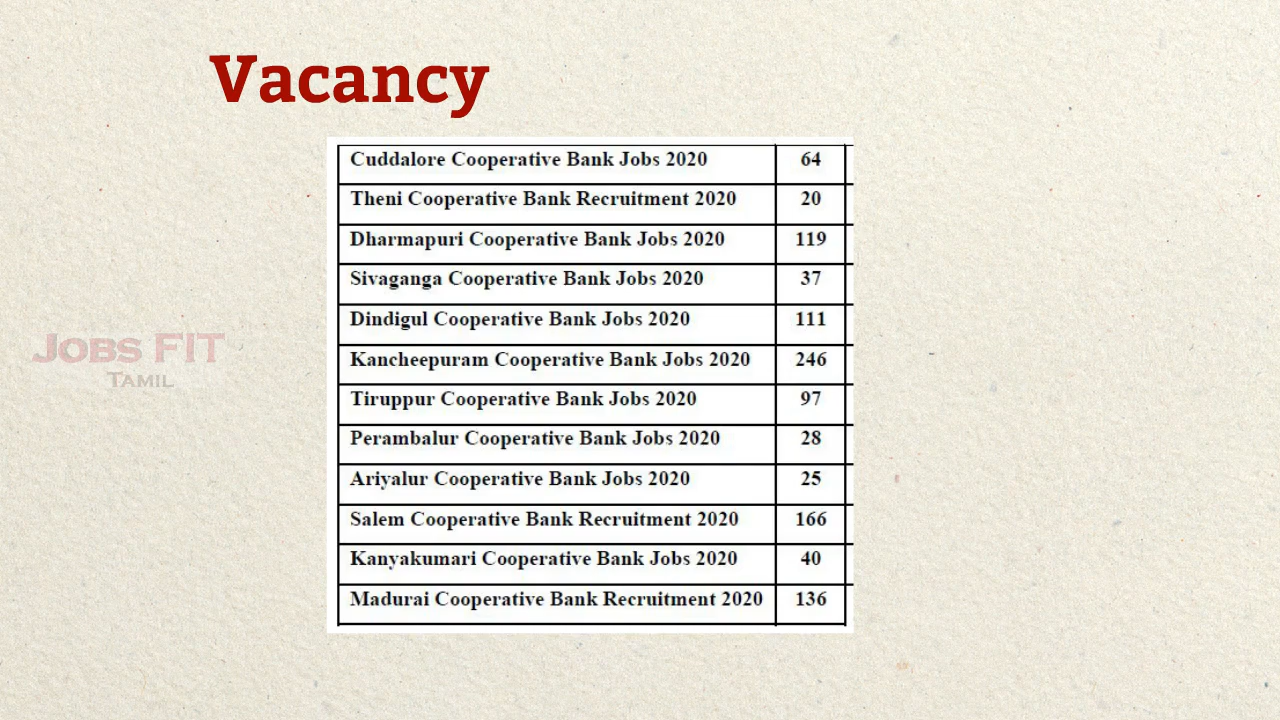 Vacancy
Cuddalore Cooperative Bank Jobs 2020 64
Theni Cooperative Bank Recruitment 2020 20
Dharmapuri Cooperative Bank Jobs 2020 119
Sivaganga Cooperative Bank Jobs 2020 37
Dindigul Cooperative Bank Jobs 2020 111
Kancheepuram Cooperative Bank Jobs 2020 246
JOBS FIT
TAMIL
Tiruppur Cooperative Bank Jobs 2020 97
Perambalur Cooperative Bank Jobs 2020 28
Ariyalur Cooperative Bank Jobs 2020 25
Salem Cooperative Bank Recruitment 2020 166
Kanyakumari Cooperative Bank Jobs 2020 40
Madurai Cooperative Bank Recruitment 2020 136